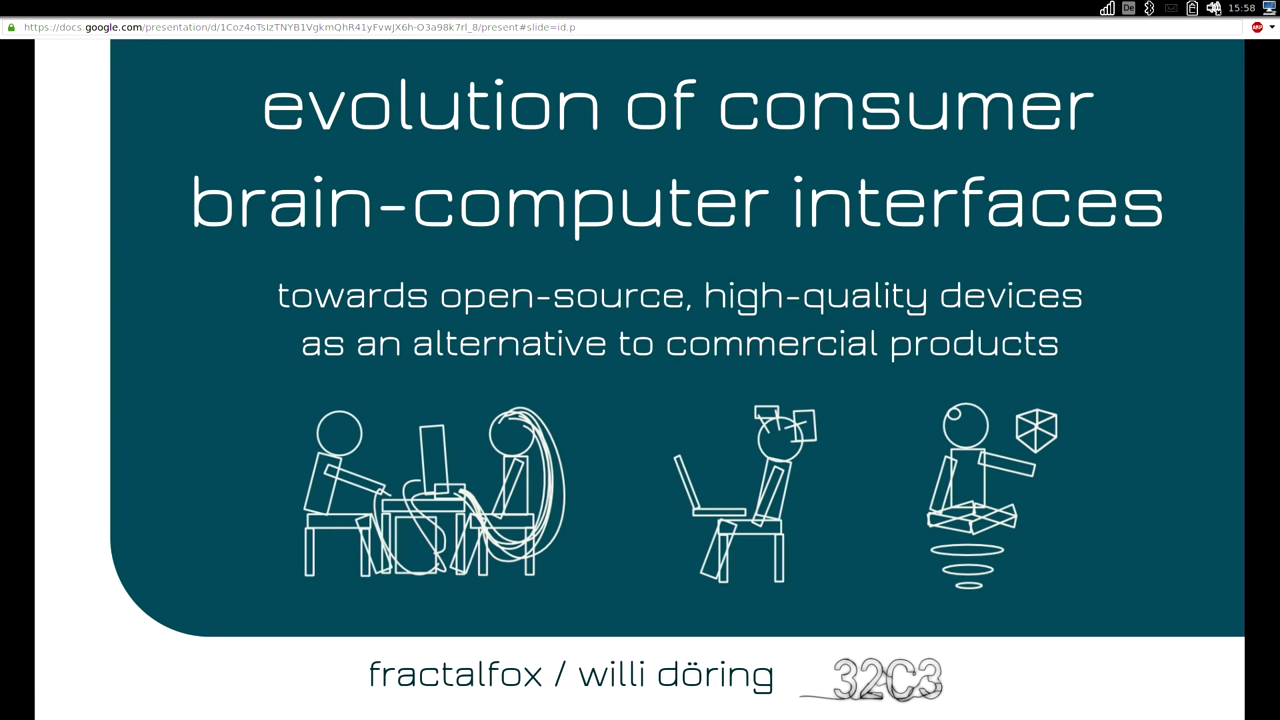 De
15:58
https://docs.google.com/presentation/d/1Coz4oTsIzTNYB1VgkmQhR41yFvwJX6h-O3a98k7rl_8/present#slide=id.p
evolution of consumer
brain-computer interfaces
towards open-source, high-quality devices
as an alternative to commercial products
fractalfox / willi döring
32C3